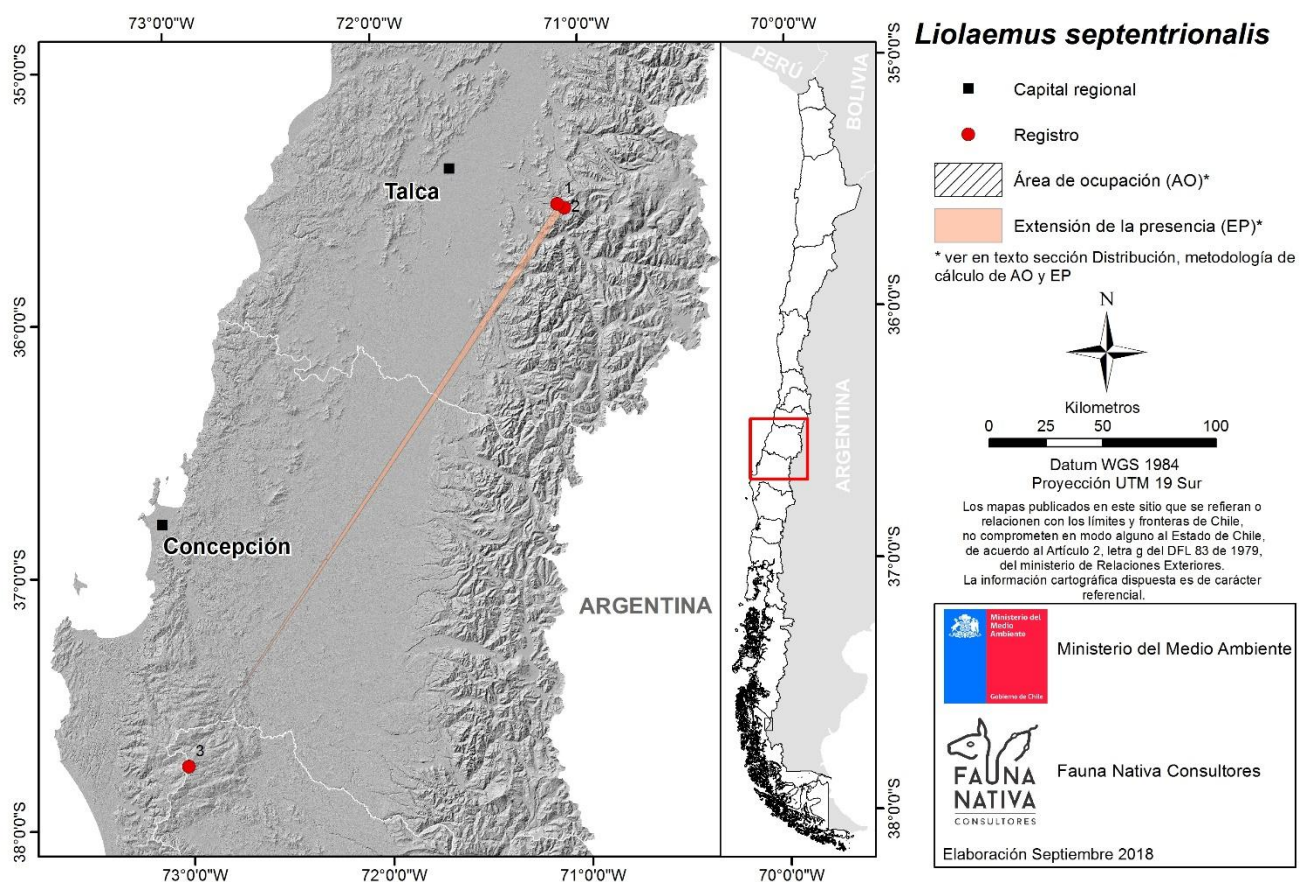 73°0'0"W
72°0'0"W
71°0'0"W
70°0'0"W
35°0'0"S
36°0'0"S
37°0'0"S
38°0'0"S
Talca
1
2
Concepción
ARGENTINA
3
73°0'0"W
72°0'0"W
71°0'0"W
70°0'0"W
PERÚ
BOLIVIA
ARGENTINA
35°0'0"S
36°0'0"S
37°0'0"S
38°0'0"S
Liolaemus septentrionalis
Capital regional
Registro
Área de ocupación (AO)*
Extensión de la presencia (EP)*
* ver en texto sección Distribución, metodología de
cálculo de AO y EP
N
Kilometros
0 25 50 100
Datum WGS 1984
Proyección UTM 19 Sur
Los mapas publicados en este sitio que se refieran o
relacionen con los límites y fronteras de Chile,
no comprometen en modo alguno al Estado de Chile,
de acuerdo al Artículo 2, letra g del DFL 83 de 1979,
del ministerio de Relaciones Exteriores.
La información cartográfica dispuesta es de carácter
referencial.
Ministerio del
Medio
Ambiente
Gobierno de Chile
Ministerio del Medio Ambiente
FAUNA
NATIVA
CONSULTORES
Fauna Nativa Consultores
Elaboración Septiembre 2018